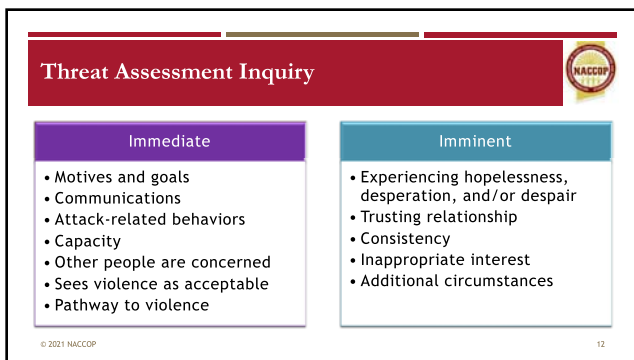 Threat Assessment Inquiry
NACCOP
Immediate
• Motives and goals
• Communications
• Attack-related behaviors
• Capacity
• Other people are concerned
• Sees violence as acceptable
• Pathway to violence
Imminent
• Experiencing hopelessness,
desperation, and/or despair
• Trusting relationship
• Consistency
• Inappropriate interest
• Additional circumstances
© 2021 NACCOP
12